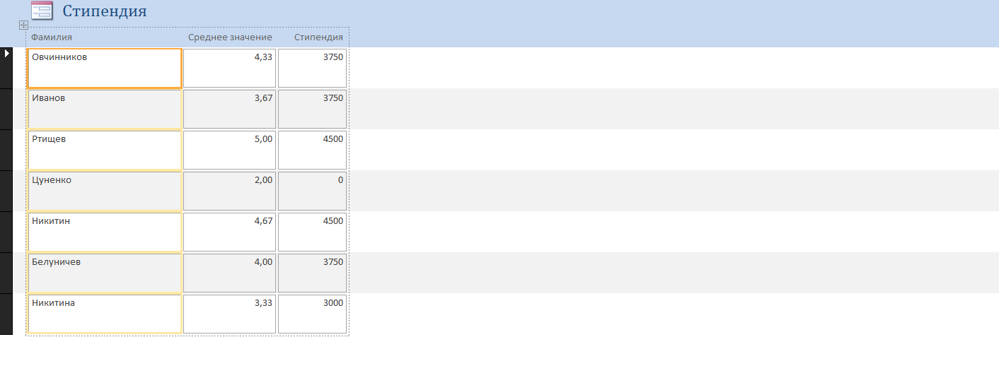 Стипендия
Фамилия Среднее значение Стипендия
Овчинников 4,33 3750
Иванов 3,67 3750
Ртищев 5,00 4500
Цуненко 2,00 0
Никитин 4,67 4500
Белуничев 4,00 3750
Никитина 3,33 3000